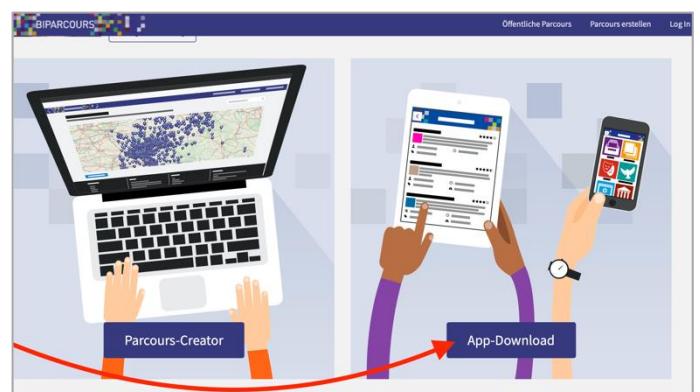 BIPARCOURS
Öffentliche Parcours Parcours erstellen Log In
Parcours-Creator
App-Download